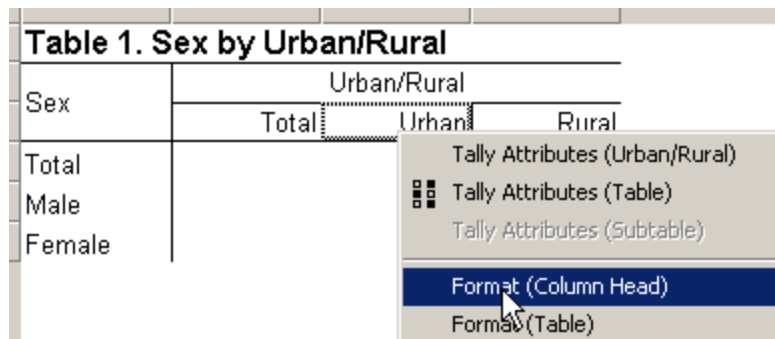 Table 1. Sex by Urban/Rural
Urban/Rural
Sex
Total Urban Rural
Total
Male
Female
Tally Attributes (Urban/Rural)
Tally Attributes (Table)
Tally Attributes (Subtable)
Format (Column Head)
Format (Table)